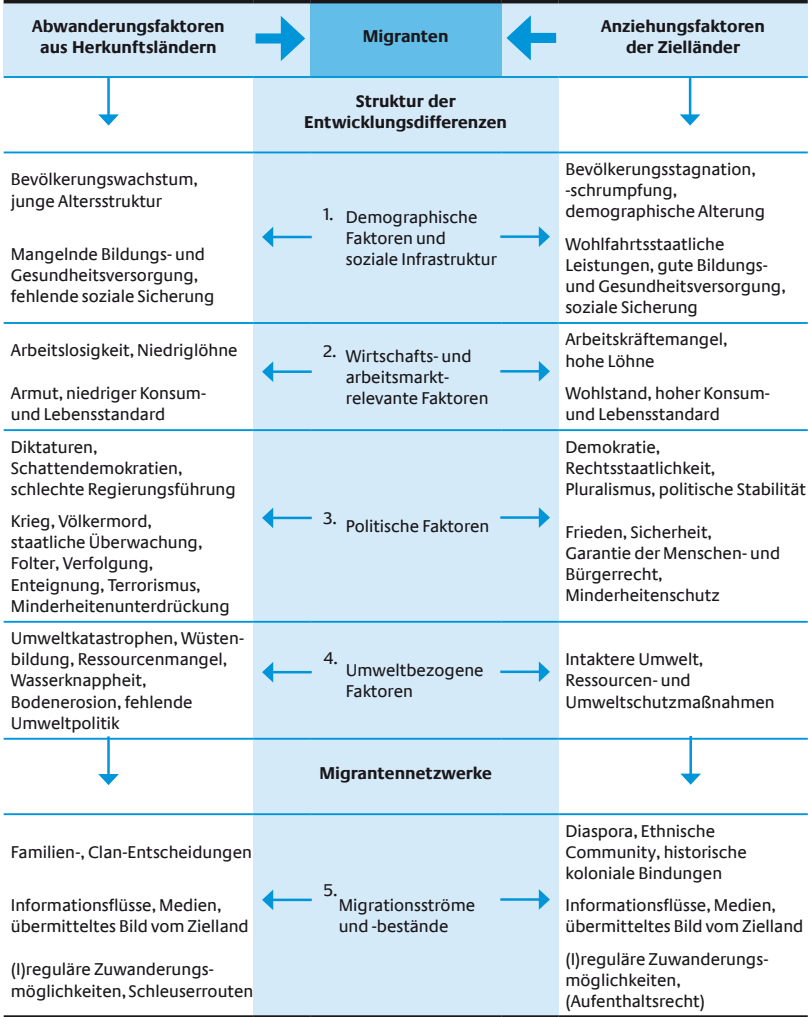 Abwanderungsfaktoren
aus Herkunftsländern
Migranten
Anziehungsfaktoren
der Zielländer
Struktur der
Entwicklungsdifferenzen
Bevölkerungswachstum,
junge Altersstruktur
Mangelnde Bildungs- und
Gesundheitsversorgung,
fehlende soziale Sicherung
1. Demographische
Faktoren und
soziale Infrastruktur
Bevölkerungsstagnation,
-schrumpfung,
demographische Alterung
Wohlfahrtsstaatliche
Leistungen, gute Bildungs-
und Gesundheitsversorgung,
soziale Sicherung
Arbeitslosigkeit, Niedriglöhne
Armut, niedriger Konsum-
und Lebensstandard
2. Wirtschafts- und
arbeitsmarkt-
relevante Faktoren
Arbeitskräftemangel,
hohe Löhne
Wohlstand, hoher Konsum-
und Lebensstandard
Diktaturen,
Schattendemokratien,
schlechte Regierungsführung
Krieg, Völkermord,
staatliche Überwachung,
Folter, Verfolgung,
Enteignung, Terrorismus,
Minderheitenunterdrückung
3. Politische Faktoren
Demokratie,
Rechtsstaatlichkeit,
Pluralismus, politische Stabilität
Frieden, Sicherheit,
Garantie der Menschen- und
Bürgerrecht,
Minderheitenschutz
Umweltkatastrophen, Wüsten-
bildung, Ressourcenmangel,
Wasserknappheit,
Bodenerosion, fehlende
Umweltpolitik
4. Umweltbezogene
Faktoren
Intaktere Umwelt,
Ressourcen- und
Umweltschutzmaßnahmen
Migrantennetzwerke
Familien-, Clan-Entscheidungen
Informationsflüsse, Medien,
übermitteltes Bild vom Zielland
(I)reguläre Zuwanderungs-
möglichkeiten, Schleuserrouten
5. Migrationsströme
und -bestände
Diaspora, Ethnische
Community, historische
koloniale Bindungen
Informationsflüsse, Medien,
übermitteltes Bild vom Zielland
(I)reguläre Zuwanderungs-
möglichkeiten,
(Aufenthaltsrecht)